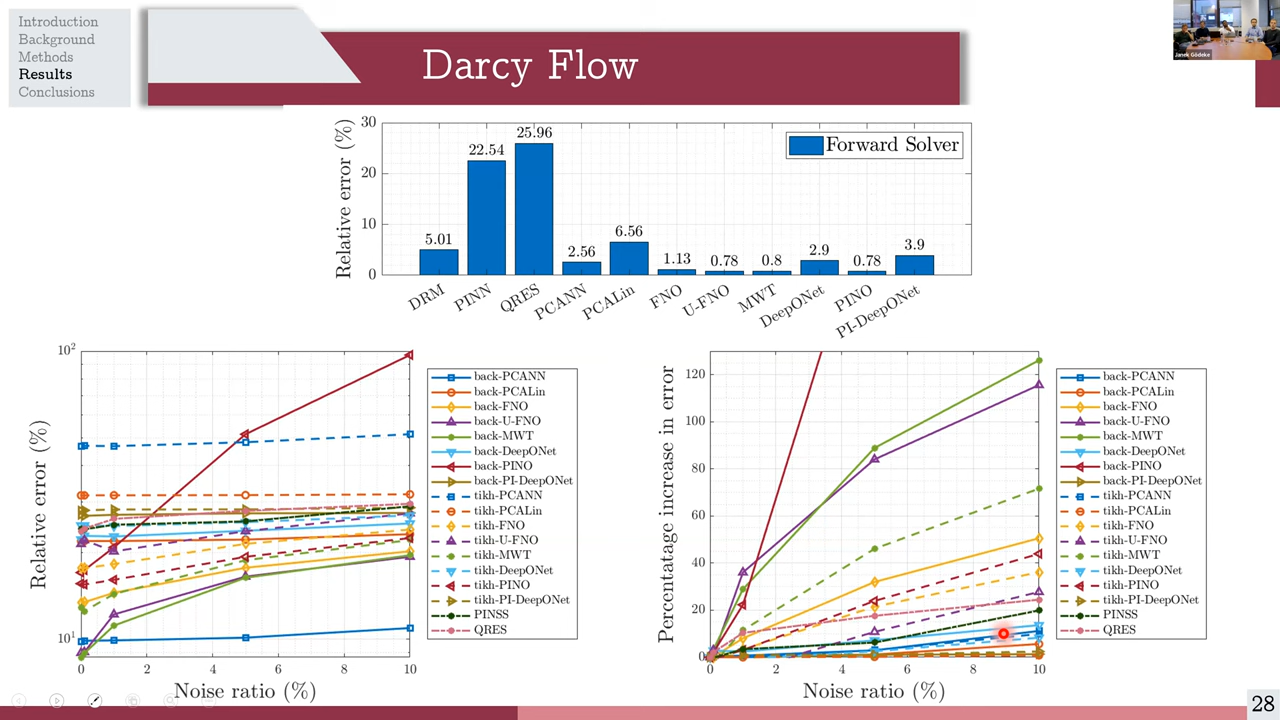 Introduction
Background
Methods
Results
Conclusions
Darcy Flow
Janek Gödeke
Relative error (%)
30
20
10
0
5.01
22.54
25.96
2.56
6.56
1.13
0.78
0.8
2.9
0.78
3.9
Forward Solver
DRM
PINN
QRES
PCANN
PCALin
FNO
U-FNO
MWT
DeepONet
PINO
PI-DeepONet
Relative error (%)
10²
10¹
0 2 4 6 8 10
Noise ratio (%)
back-PCANN
back-PCALin
back-FNO
back-U-FNO
back-MWT
back-DeepONet
back-PINO
back-PI-DeepONet
tikh-PCANN
tikh-PCALin
tikh-FNO
tikh-U-FNO
tikh-MWT
tikh-DeepONet
tikh-PINO
tikh-PI-DeepONet
PINSS
QRES
Percentatage increase in error
120
100
80
60
40
20
0
0 2 4 6 8 10
Noise ratio (%)
back-PCANN
back-PCALin
back-FNO
back-U-FNO
back-MWT
back-DeepONet
back-PINO
back-PI-DeepONet
tikh-PCANN
tikh-PCALin
tikh-FNO
tikh-U-FNO
tikh-MWT
tikh-DeepONet
tikh-PINO
tikh-PI-DeepONet
PINSS
QRES
28